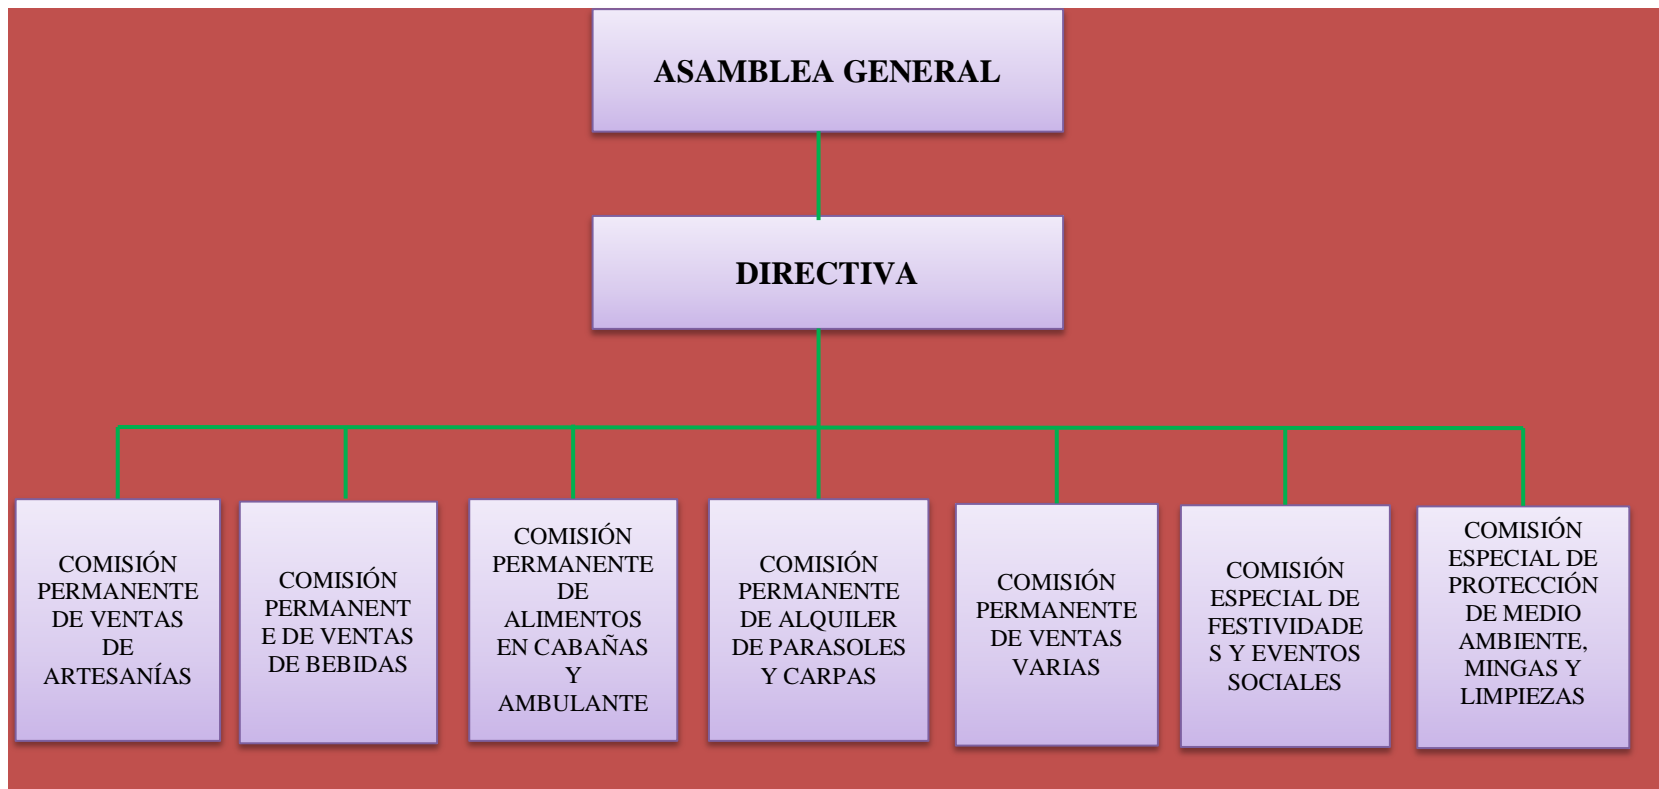 ASAMBLEA GENERAL
DIRECTIVA
COMISIÓN
PERMANENTE
DE VENTAS
DE
ARTESANÍAS
COMISIÓN
PERMANENT
E DE VENTAS
DE BEBIDAS
COMISIÓN
PERMANENTE
DE
ALIMENTOS
EN CABAÑAS
Y
AMBULANTE
COMISIÓN
PERMANENTE
DE ALQUILER
DE PARASOLES
Y CARPAS
COMISIÓN
PERMANENTE
DE VENTAS
VARIAS
COMISIÓN
ESPECIAL DE
FESTIVIDADE
S Y EVENTOS
SOCIALES
COMISIÓN
ESPECIAL DE
PROTECCIÓN
DE MEDIO
AMBIENTE,
MINGAS Y
LIMPIEZAS